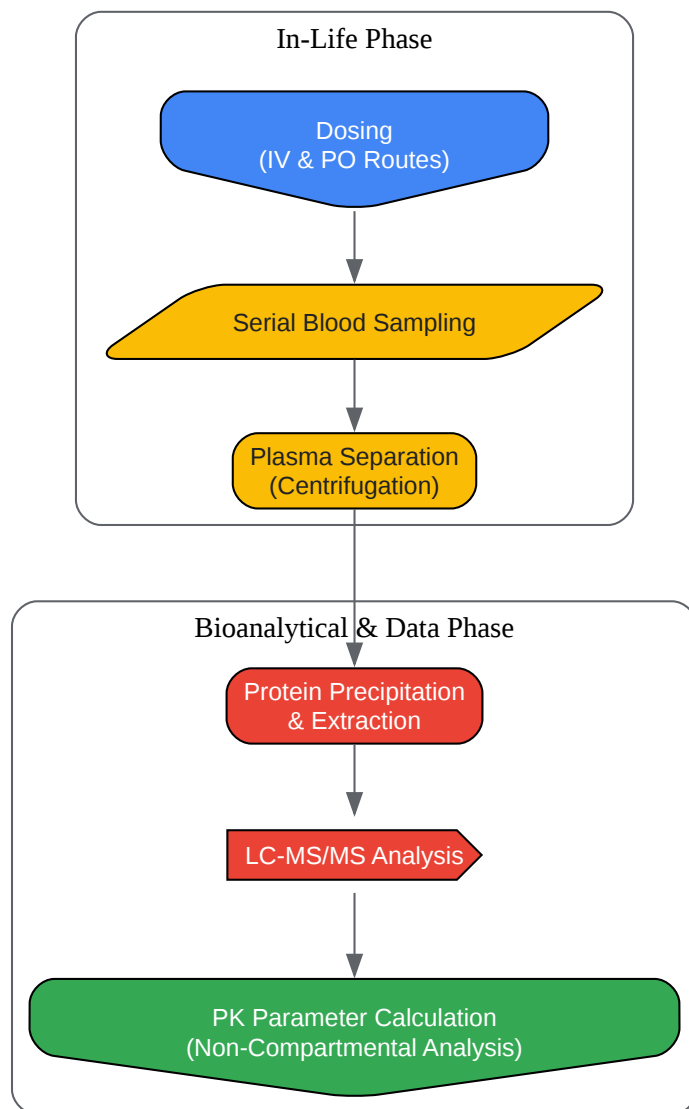 In-Life Phase
Dosing
(IV & PO Routes)
Serial Blood Sampling
Plasma Separation
(Centrifugation)
Bioanalytical & Data Phase
Protein Precipitation
& Extraction
LC-MS/MS Analysis
PK Parameter Calculation
(Non-Compartmental Analysis)